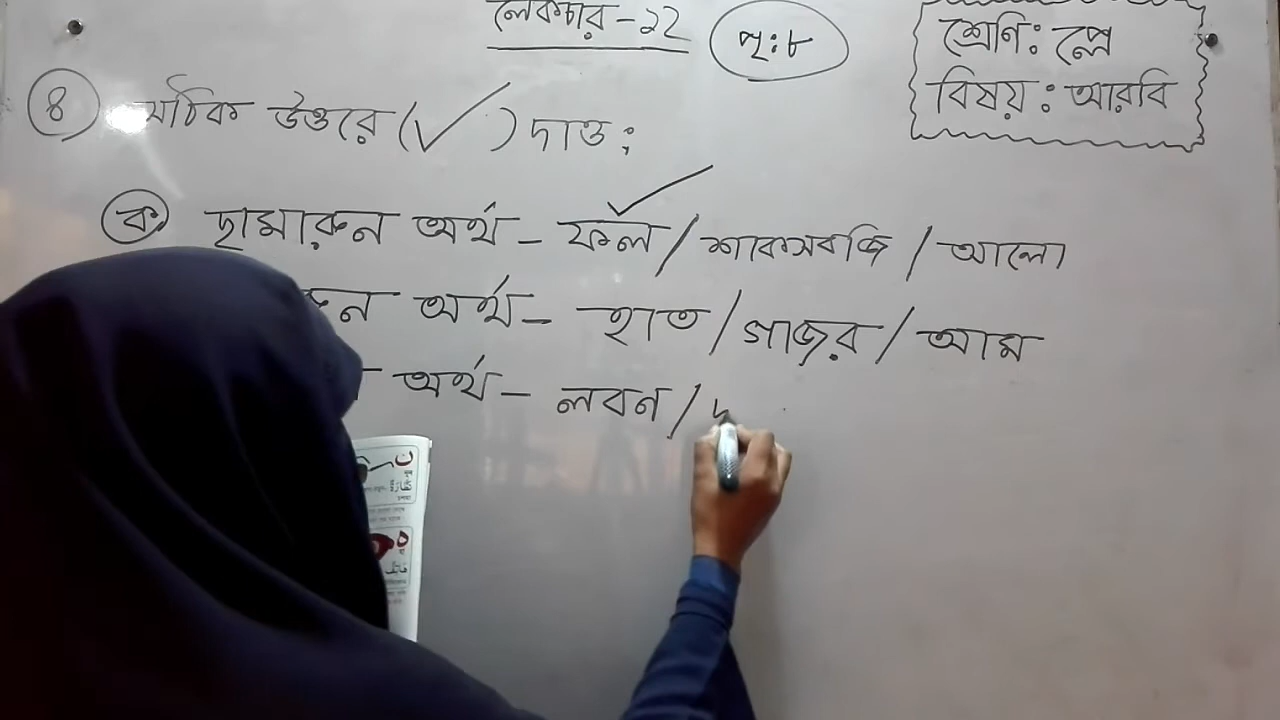 লেকচার - ২২
পৃ: ৮
শ্রেণি: প্লে
বিষয়: আরবি
৪ সঠিক উত্তরে (✓) দাও:
ক ছামারুন অর্থ - ফল / শাকসবজি / আলো
রুন অর্থ - হাত / গাজর / আম
অর্থ - লবন /